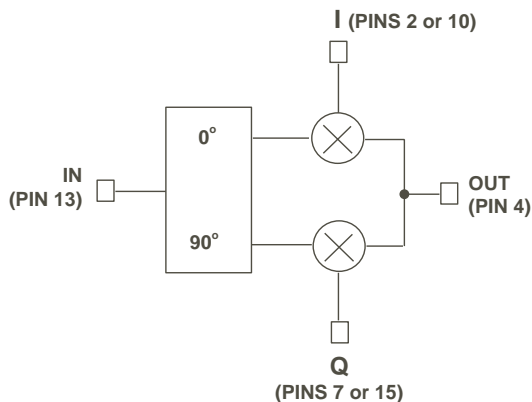 I (PINS 2 or 10)
0°
IN
(PIN 13)
OUT
(PIN 4)
90°
Q
(PINS 7 or 15)